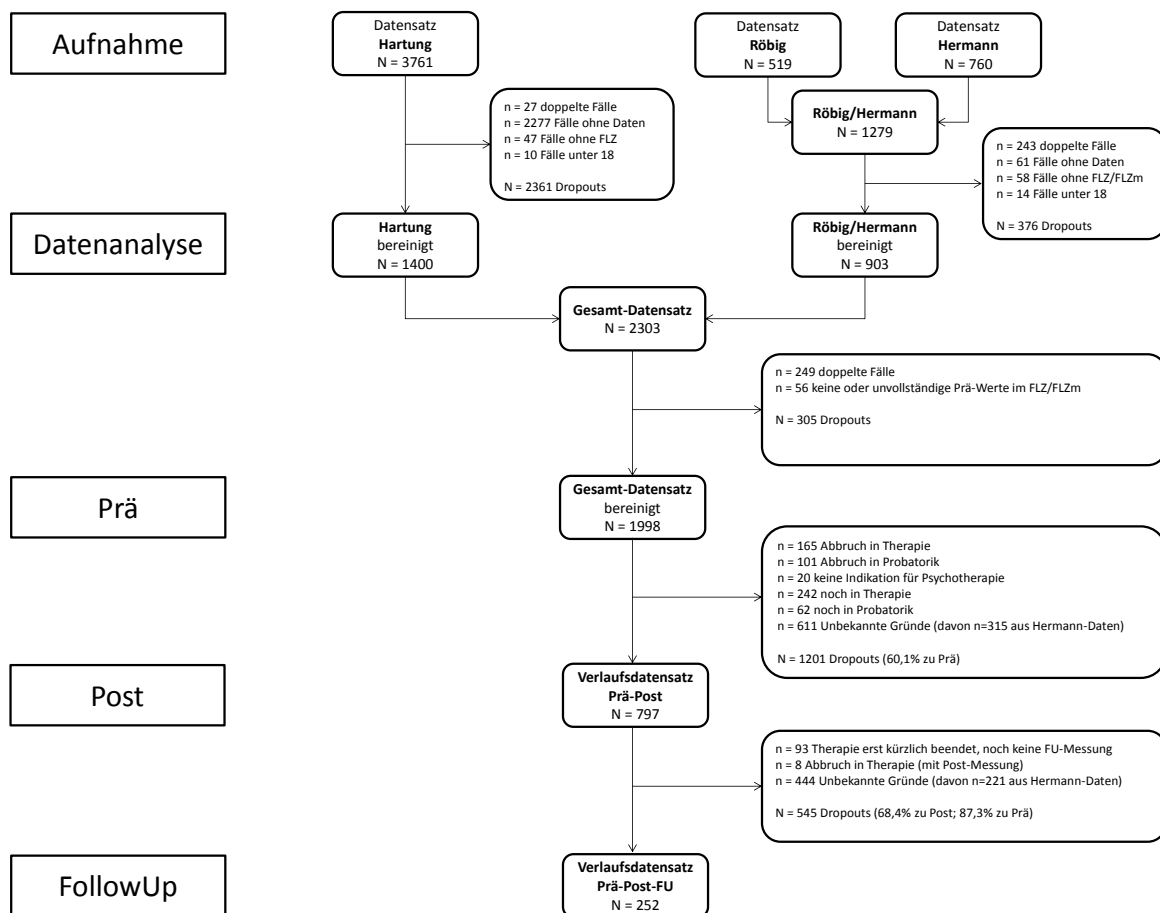 Aufnahme
Datensatz
Hartung
N = 3761
Datensatz
Röbig
N = 519
Datensatz
Hermann
N = 760
n = 27 doppelte Fälle
n = 2277 Fälle ohne Daten
n = 47 Fälle ohne FLZ
n = 10 Fälle unter 18
N = 2361 Dropouts
Röbig/Hermann
N = 1279
n = 243 doppelte Fälle
n = 61 Fälle ohne Daten
n = 58 Fälle ohne FLZ/FLZm
n = 14 Fälle unter 18
N = 376 Dropouts
Datenanalyse
Hartung
bereinigt
N = 1400
Röbig/Hermann
bereinigt
N = 903
Gesamt-Datensatz
N = 2303
n = 249 doppelte Fälle
n = 56 keine oder unvollständige Prä-Werte im FLZ/FLZm
N = 305 Dropouts
Prä
Gesamt-Datensatz
bereinigt
N = 1998
n = 165 Abbruch in Therapie
n = 101 Abbruch in Probatorik
n = 20 keine Indikation für Psychotherapie
n = 242 noch in Therapie
n = 62 noch in Probatorik
n = 611 Unbekannte Gründe (davon n=315 aus Hermann-Daten)
N = 1201 Dropouts (60,1% zu Prä)
Post
Verlaufsdatensatz
Prä-Post
N = 797
n = 93 Therapie erst kürzlich beendet, noch keine FU-Messung
n = 8 Abbruch in Therapie (mit Post-Messung)
n = 444 Unbekannte Gründe (davon n=221 aus Hermann-Daten)
N = 545 Dropouts (68,4% zu Post; 87,3% zu Prä)
FollowUp
Verlaufsdatensatz
Prä-Post-FU
N = 252